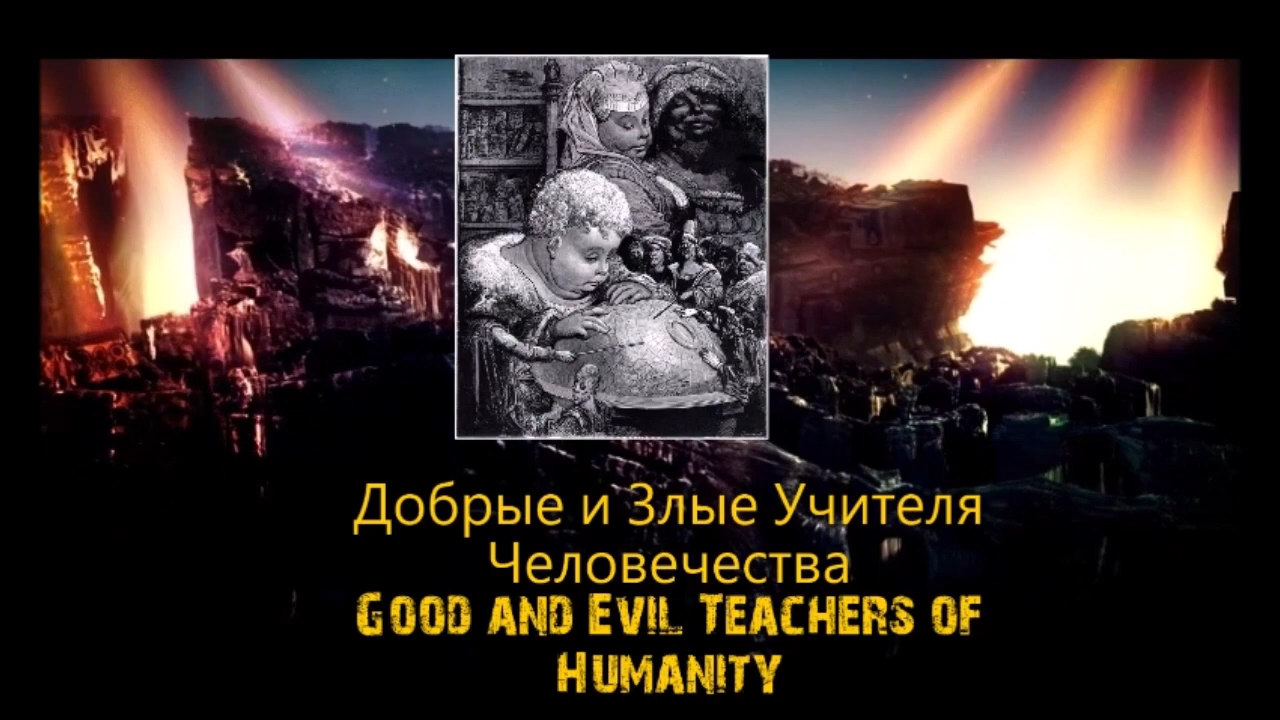 Добрые и Злые Учителя
Человечества
Good and Evil Teachers of
Humanity